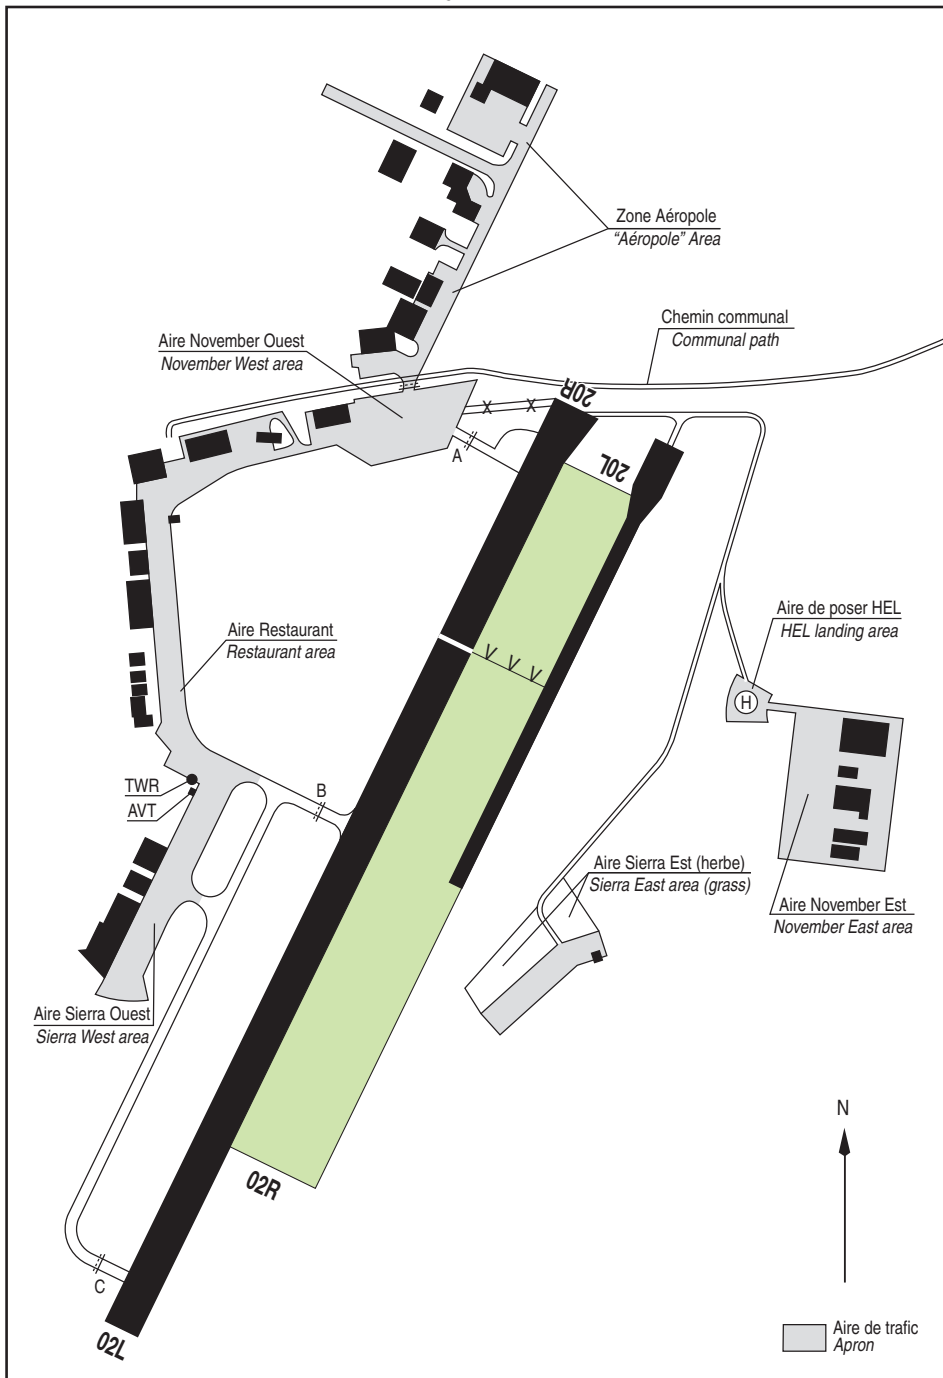 Zone Aéropole
“Aéropole” Area
Chemin communal
Communal path
Aire November Ouest
November West area
20R
X
X
A
20L
Aire de poser HEL
HEL landing area
Aire Restaurant
Restaurant area
V V V
H
TWR
AVT
B
Aire Sierra Est (herbe)
Sierra East area (grass)
Aire November Est
November East area
Aire Sierra Ouest
Sierra West area
N
02R
C
02L
Aire de trafic
Apron